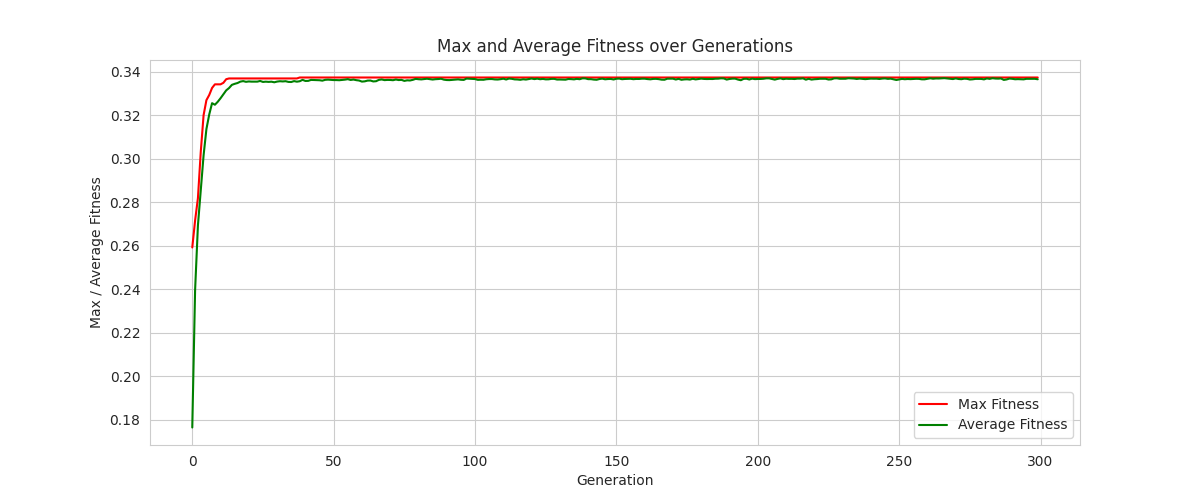 Max and Average Fitness over Generations
Max / Average Fitness
0.34
0.32
0.30
0.28
0.26
0.24
0.22
0.20
0.18
0 50 100 150 200 250 300
Generation
Max Fitness
Average Fitness